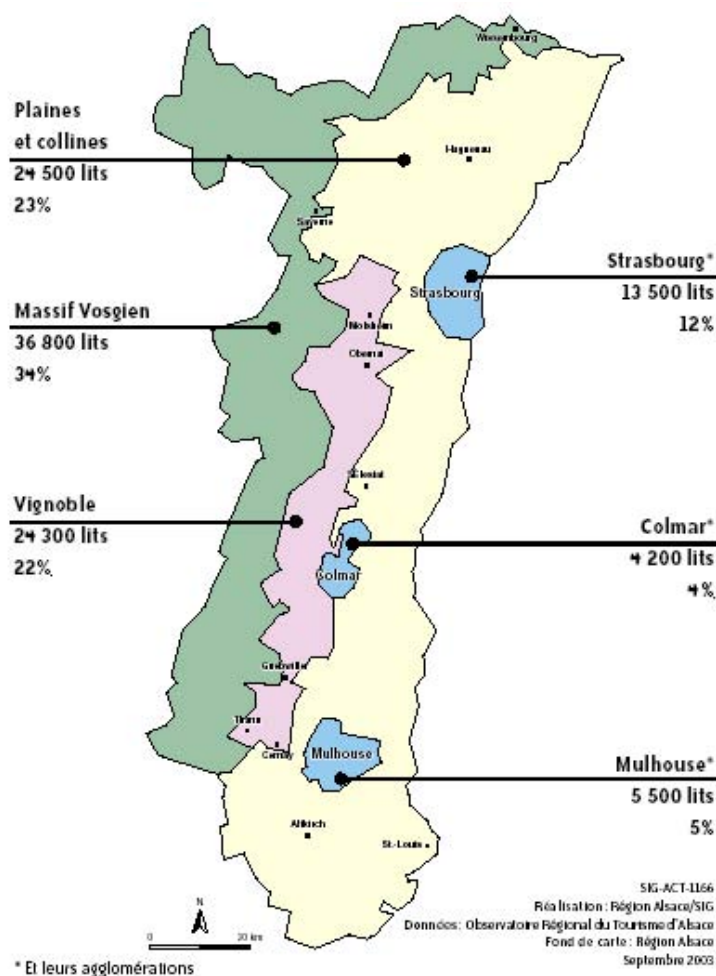 Wissembourg
Plaines
et collines
24 500 lits
23%
Haguenau
Saverne
Strasbourg*
13 500 lits
12%
Strasbourg
Massif Vosgien
36 800 lits
34%
Molsheim
Obernai
Sélestat
Vignoble
24 300 lits
22%
Colmar*
4 200 lits
4%
Colmar
Guebwiller
Thann
Cernay
Mulhouse
Mulhouse*
5 500 lits
5%
Altkirch
St.-Louis
N
0 20 km
* Et leurs agglomérations
SIG-ACT-1166
Réalisation : Région Alsace/SIG
Données : Observatoire Régional du Tourisme d'Alsace
Fond de carte : Région Alsace
Septembre 2003